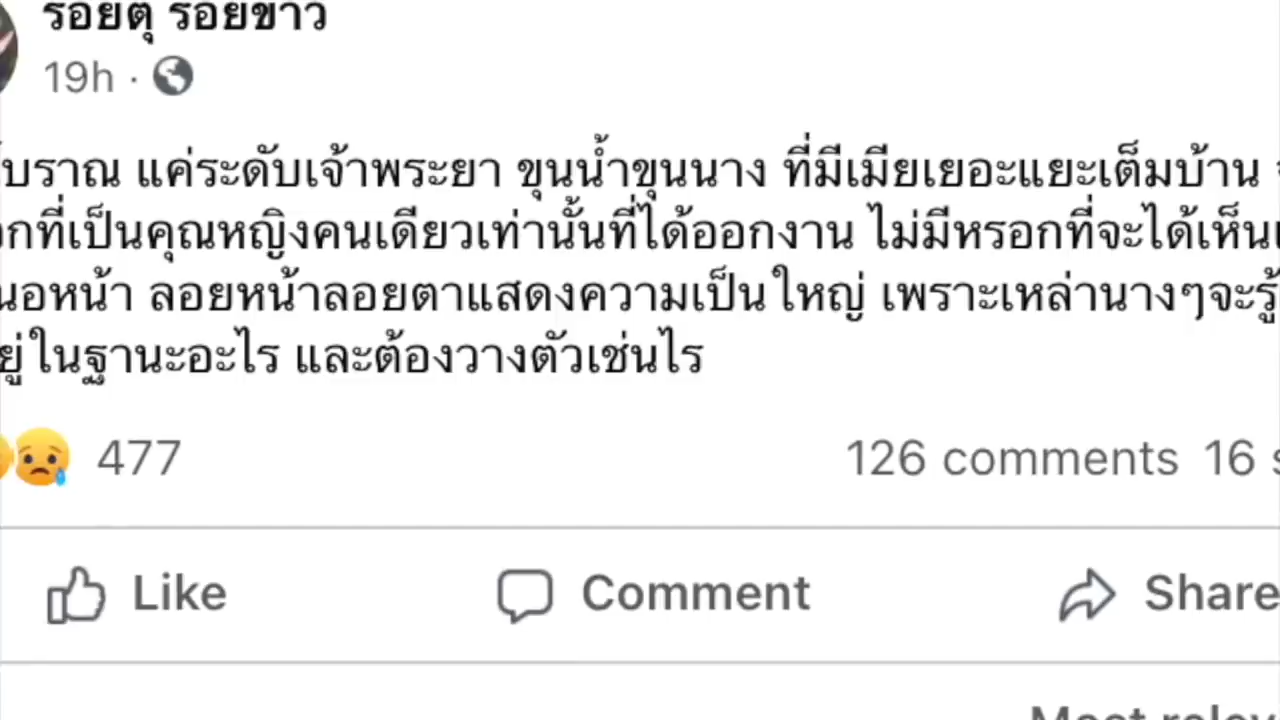 รอยตุ รอยข่าว
19h
บราณ แค่ระดับเจ้าพระยา ขุนน้ำขุนนาง ที่มีเมียเยอะแยะเต็มบ้าน
กที่เป็นคุณหญิงคนเดียวเท่านั้นที่ได้ออกงาน ไม่มีหรอกที่จะได้เห็น
นอหน้า ลอยหน้าลอยตาแสดงความเป็นใหญ่ เพราะเหล่านางๆจะรู้
ยู่ในฐานะอะไร และต้องวางตัวเช่นไร
477
126 comments 16 s
Like
Comment
Share